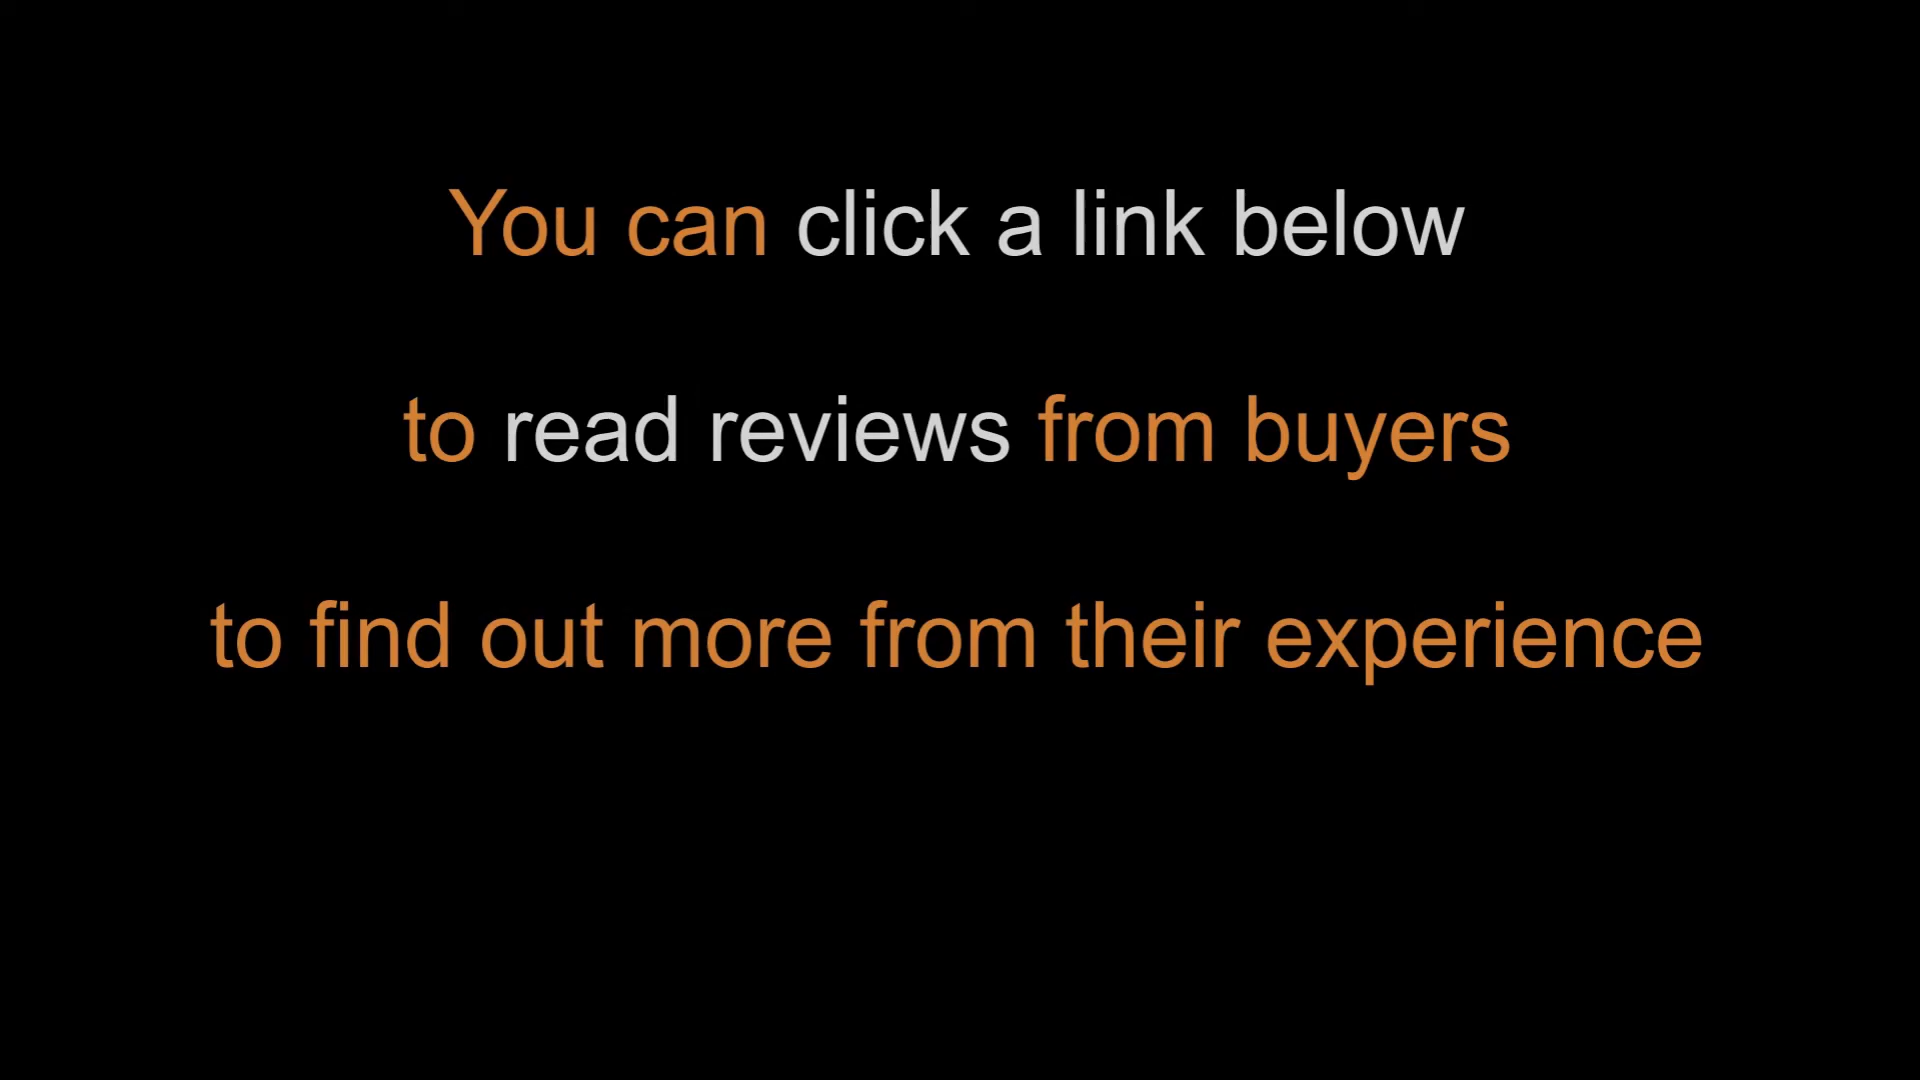 You can click a link below
to read reviews from buyers
to find out more from their experience